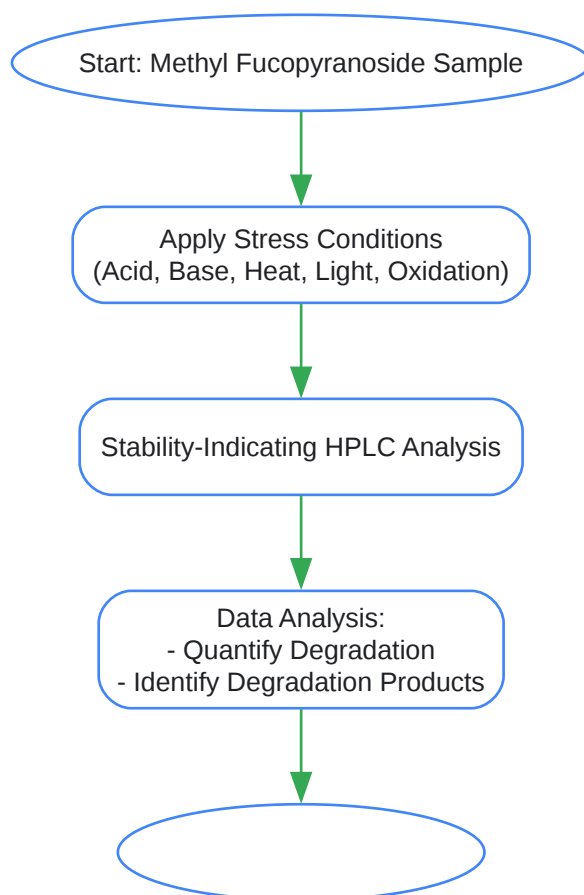 Start: Methyl Fucopyranoside Sample
Apply Stress Conditions
(Acid, Base, Heat, Light, Oxidation)
Stability-Indicating HPLC Analysis
Data Analysis:
- Quantify Degradation
- Identify Degradation Products